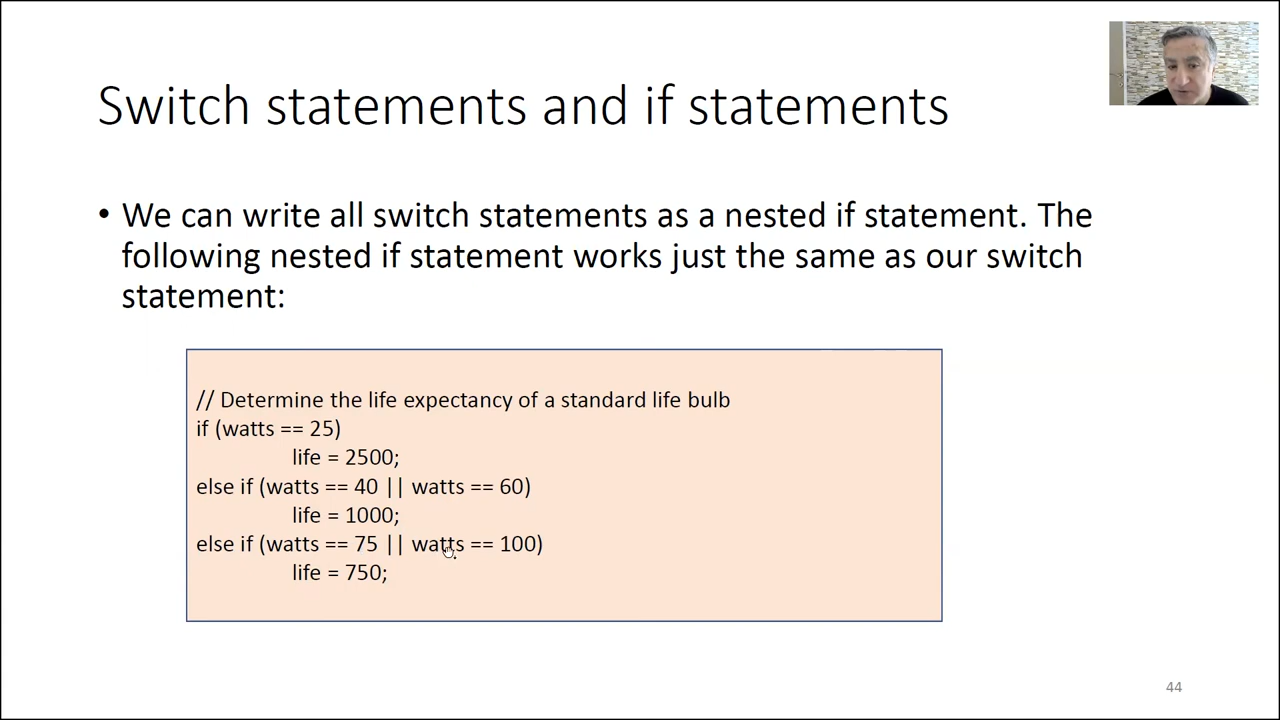 Switch statements and if statements
• We can write all switch statements as a nested if statement. The
following nested if statement works just the same as our switch
statement:
// Determine the life expectancy of a standard life bulb
if (watts == 25)
life = 2500;
else if (watts == 40 || watts == 60)
life = 1000;
else if (watts == 75 || watts == 100)
life = 750;
44